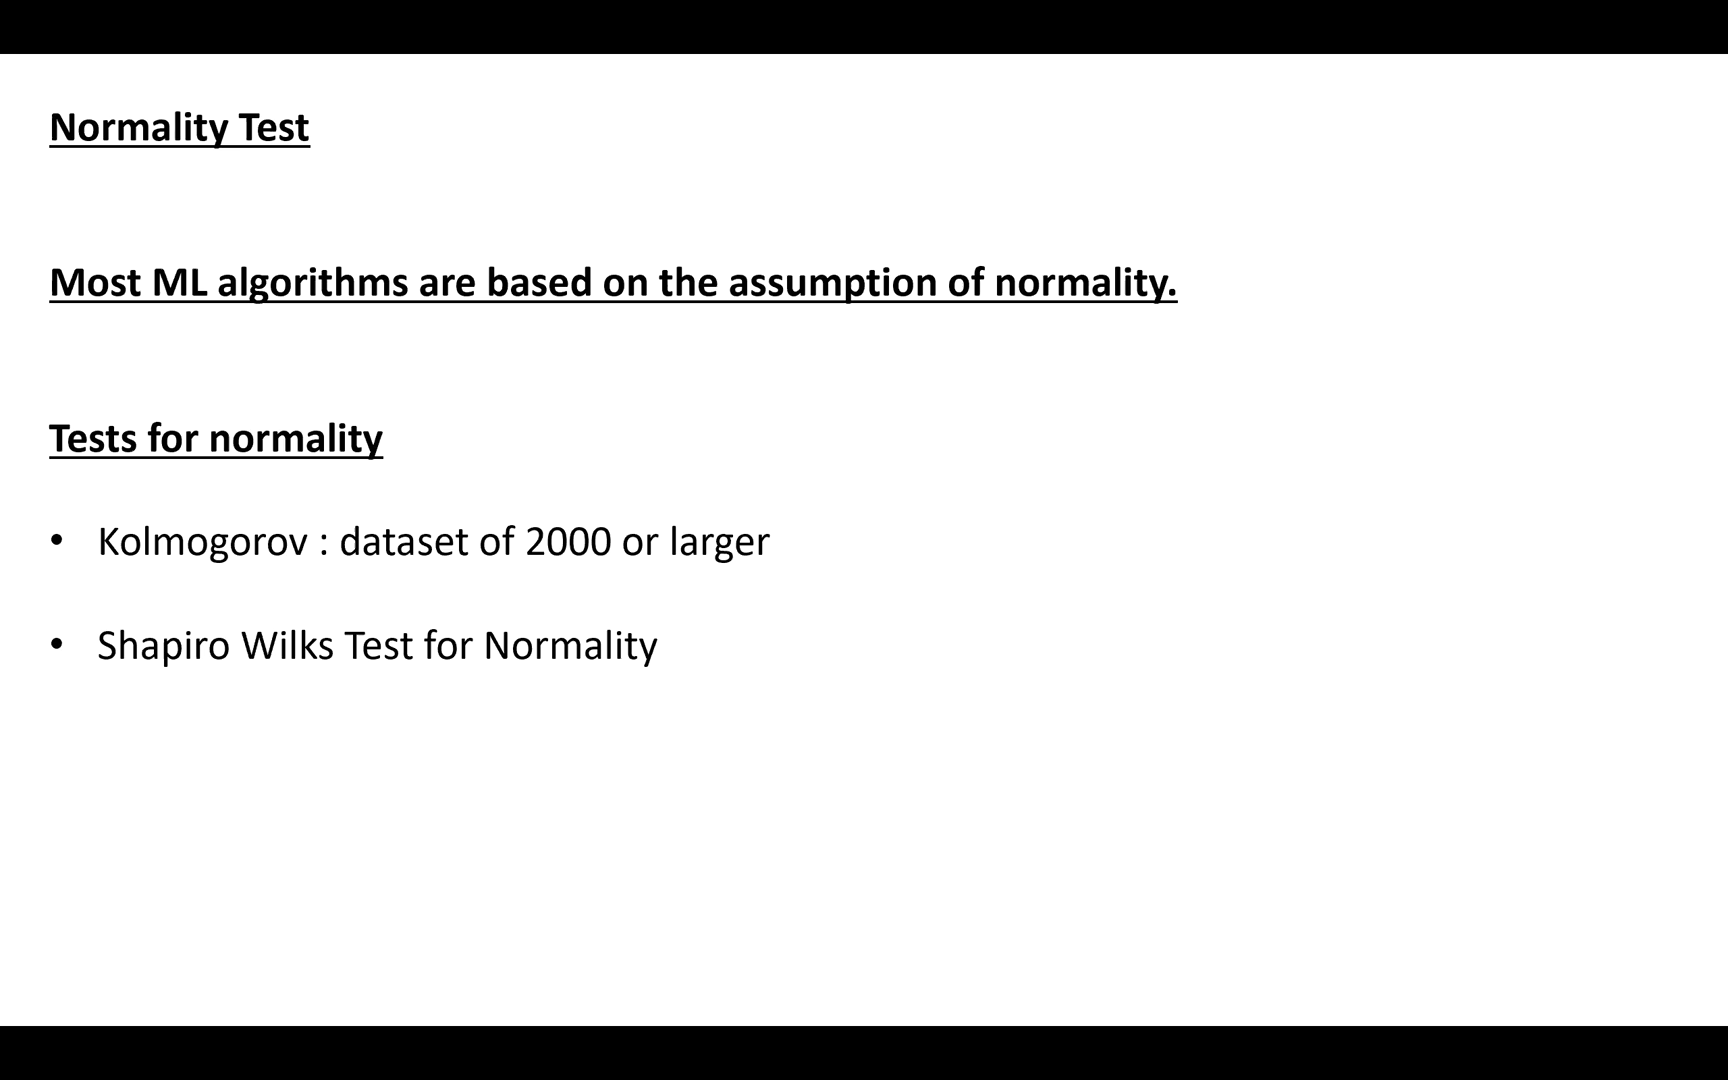 Normality Test
Most ML algorithms are based on the assumption of normality.
Tests for normality
• Kolmogorov : dataset of 2000 or larger
• Shapiro Wilks Test for Normality